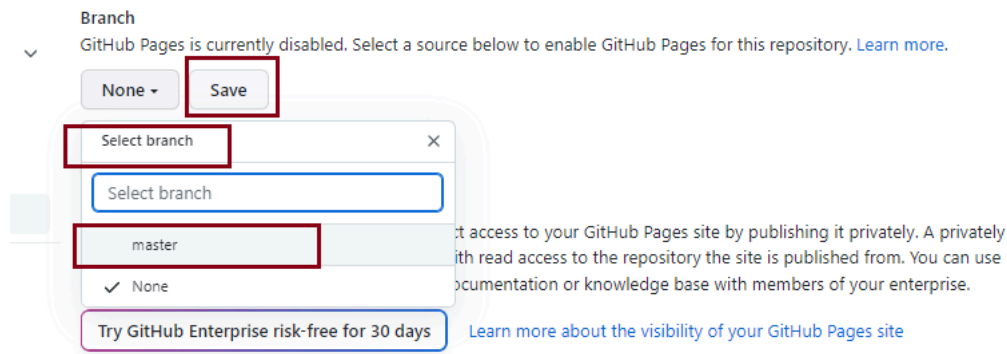 Branch
GitHub Pages is currently disabled. Select a source below to enable GitHub Pages for this repository. Learn more.
None Save
Select branch
Select branch
master
ct access to your GitHub Pages site by publishing it privately. A privately
None
ith read access to the repository the site is published from. You can use
ocumentation or knowledge base with members of your enterprise.
Try GitHub Enterprise risk-free for 30 days Learn more about the visibility of your GitHub Pages site